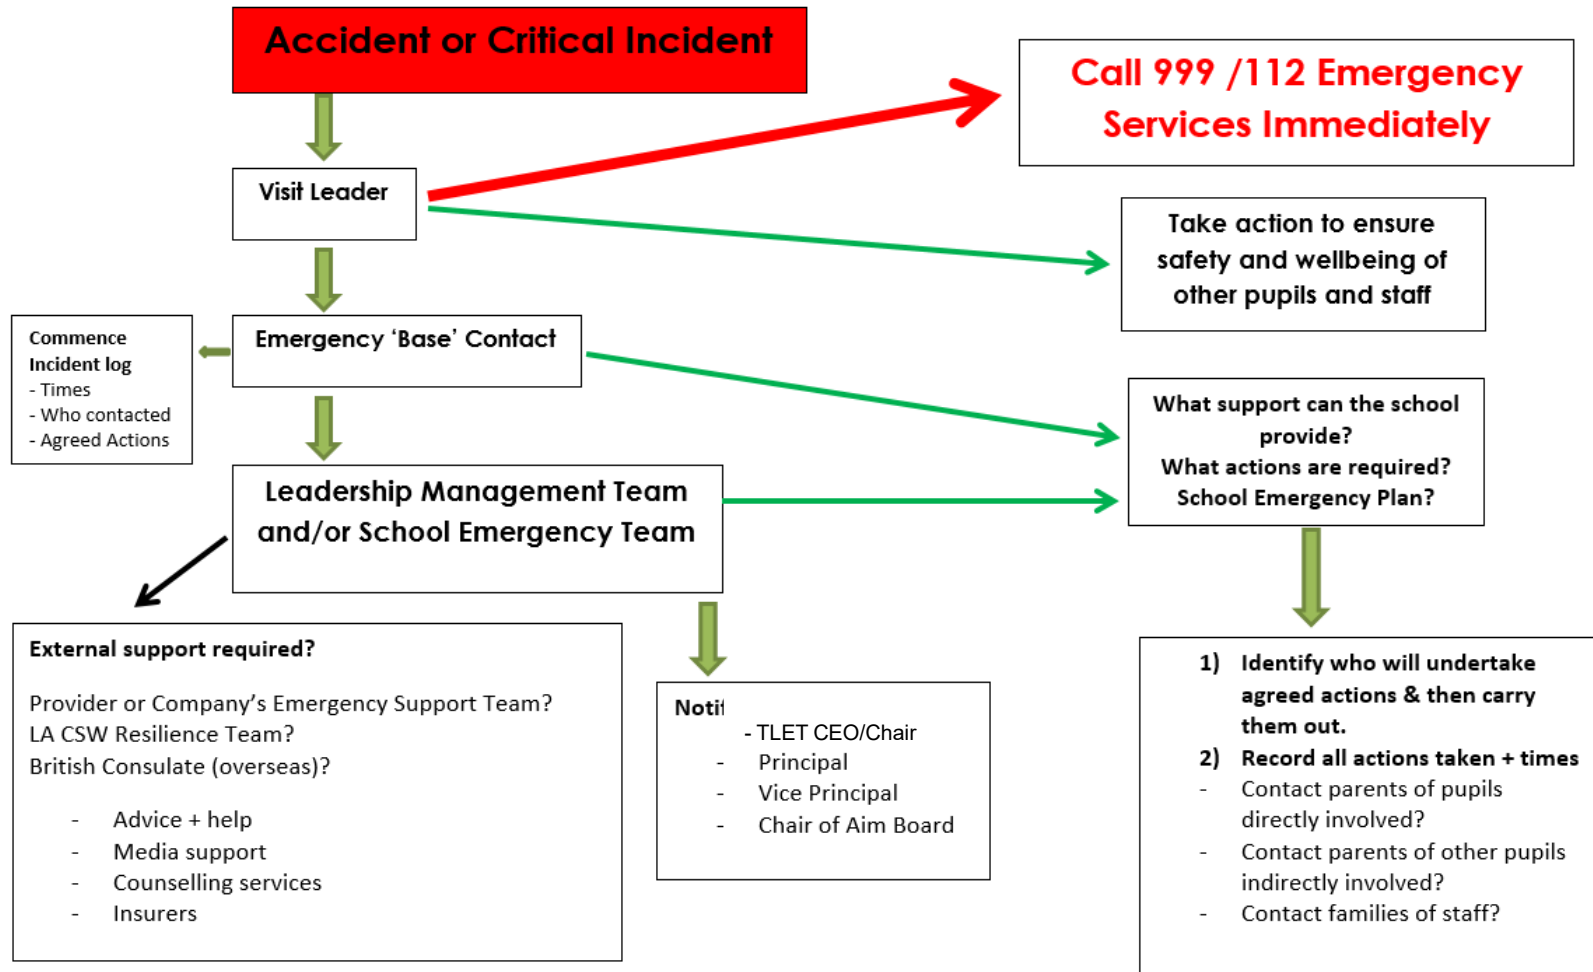 Accident or Critical Incident
Call 999 /112 Emergency
Services Immediately
Visit Leader
Take action to ensure
safety and wellbeing of
other pupils and staff
Emergency ‘Base’ Contact
Commence
Incident log
- Times
- Who contacted
- Agreed Actions
What support can the school
provide?
What actions are required?
School Emergency Plan?
Leadership Management Team
and/or School Emergency Team
External support required?
Provider or Company’s Emergency Support Team?
LA CSW Resilience Team?
British Consulate (overseas)?
- Advice + help
- Media support
- Counselling services
- Insurers
- TLET CEO/Chair
- Principal
- Vice Principal
- Chair of Aim Board
1) Identify who will undertake
agreed actions & then carry
them out.
2) Record all actions taken + times
- Contact parents of pupils
directly involved?
- Contact parents of other pupils
indirectly involved?
- Contact families of staff?